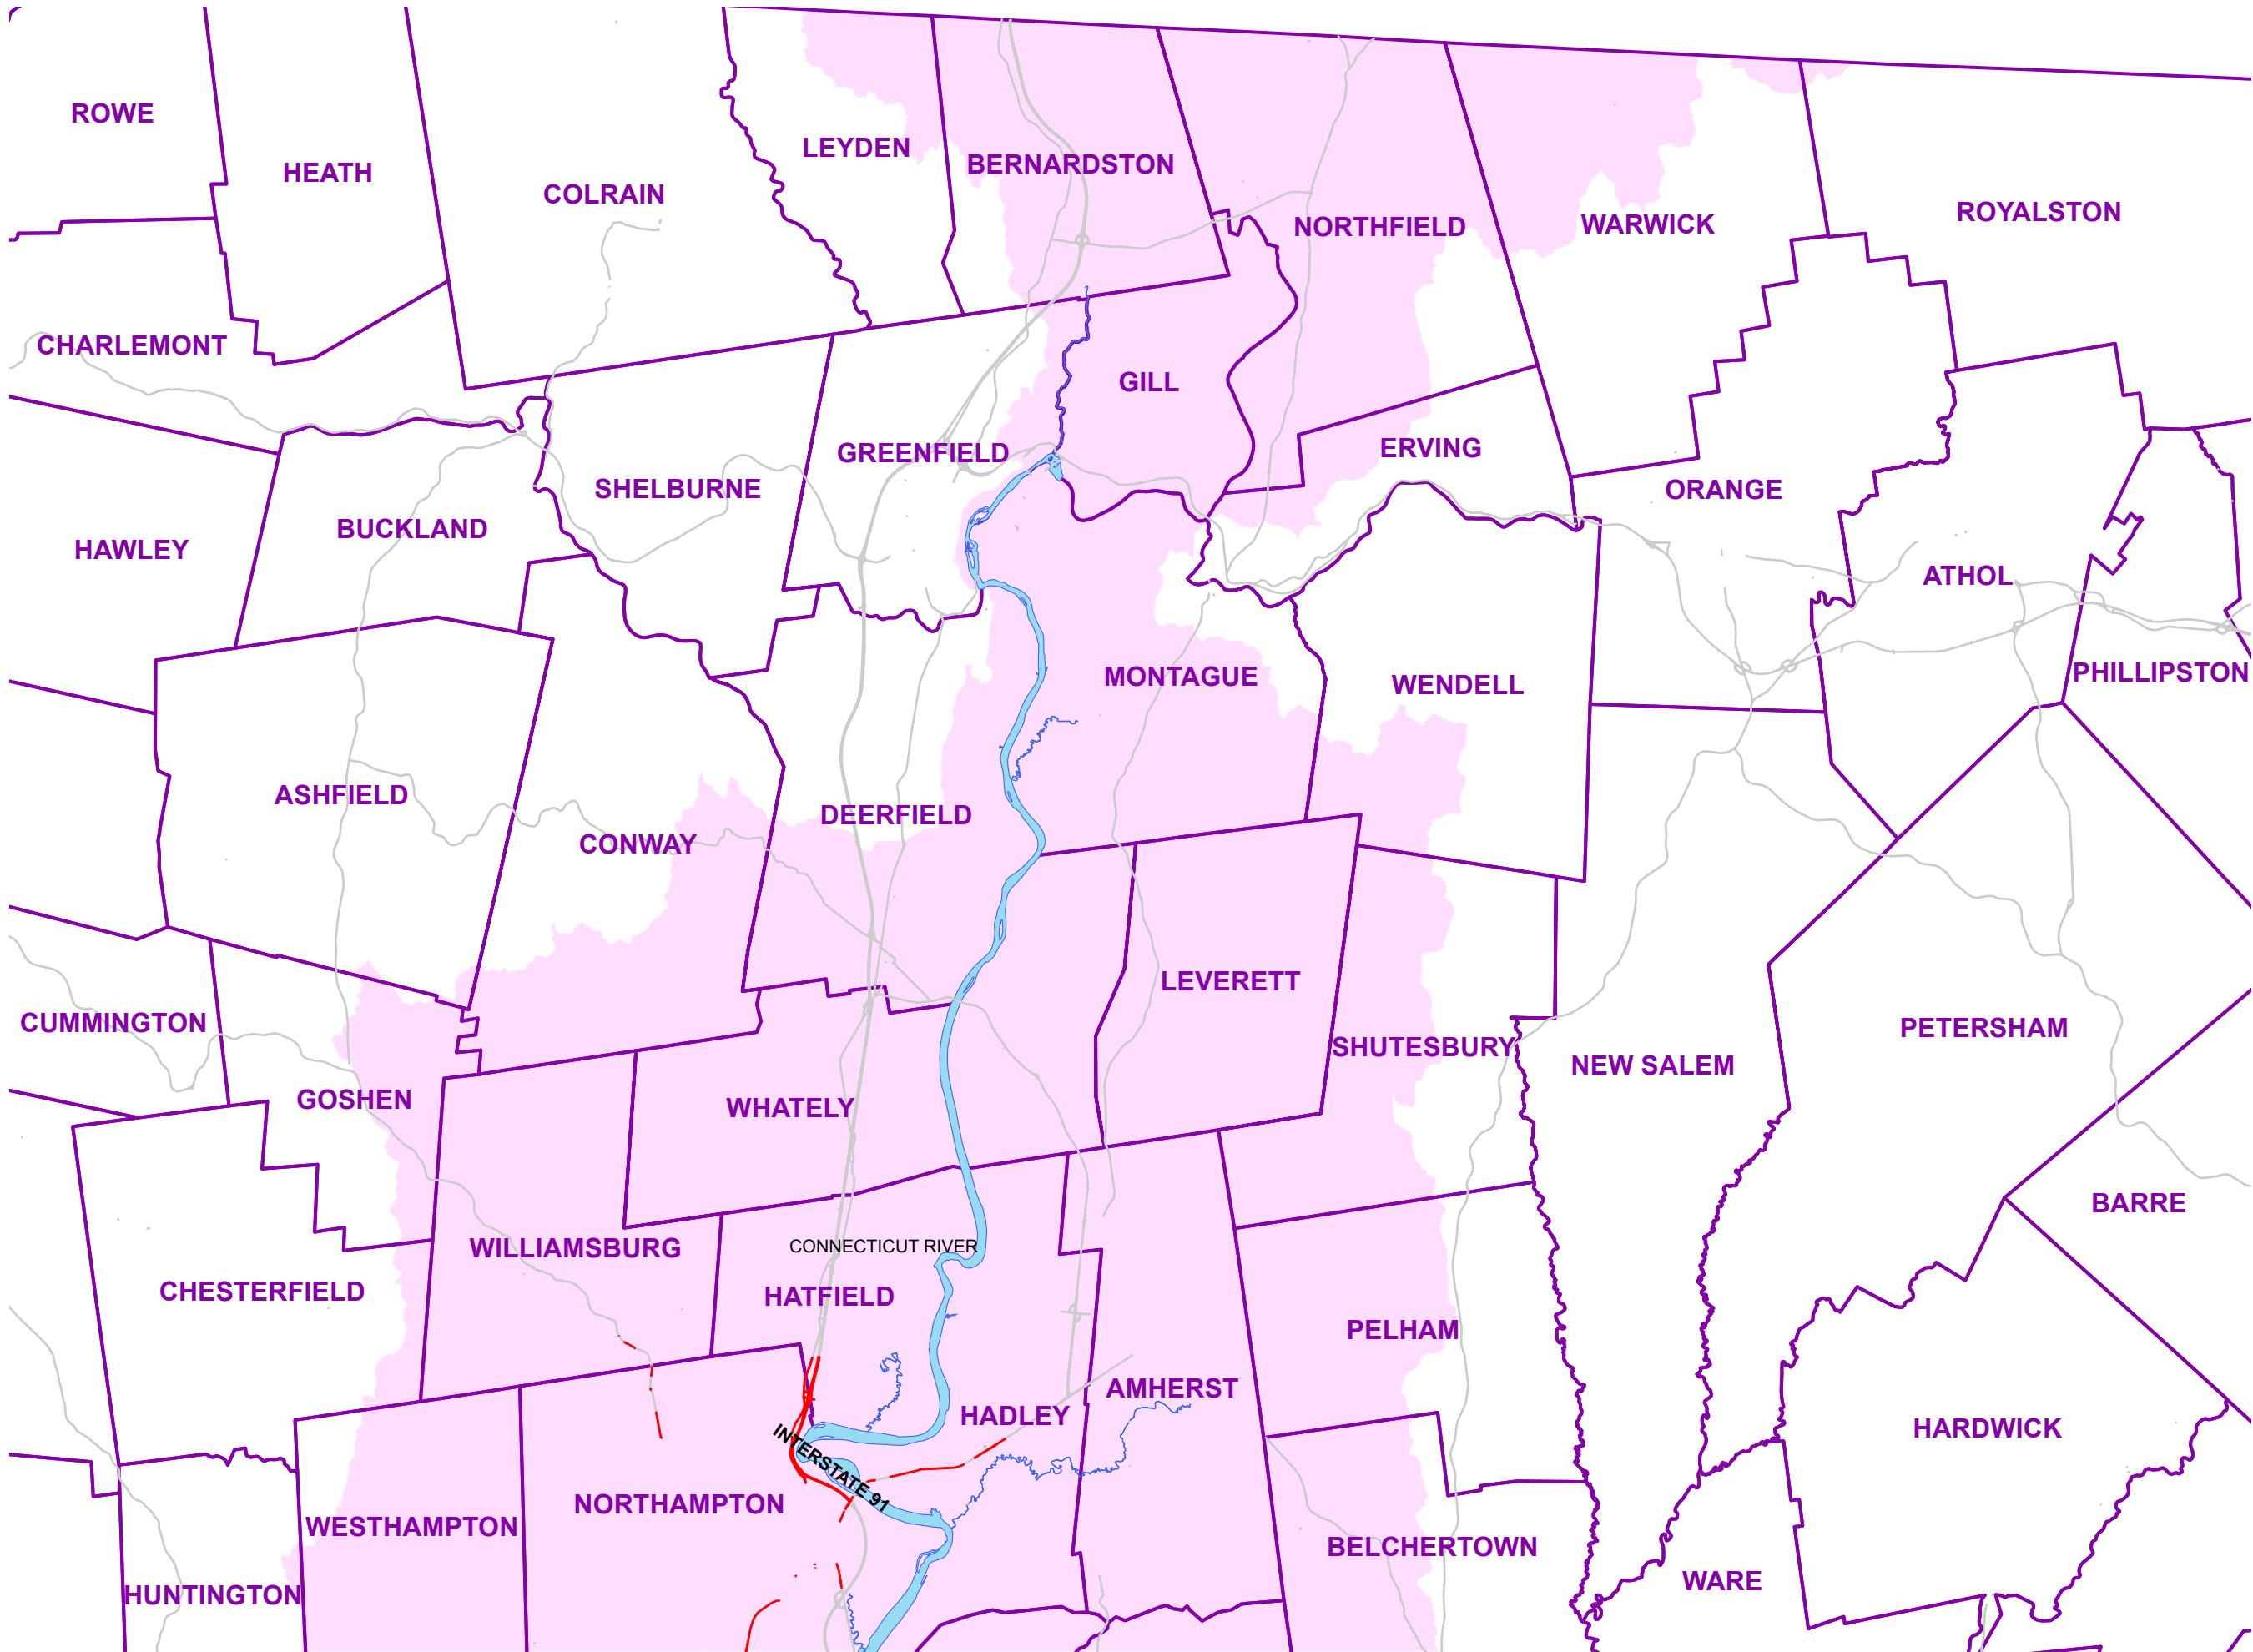 ROWE
HEATH
COLRAIN
LEYDEN
BERNARDSTON
NORTHFIELD
WARWICK
ROYALSTON
CHARLEMONT
GILL
GREENFIELD
ERVING
SHELBURNE
ORANGE
BUCKLAND
HAWLEY
ATHOL
MONTAGUE
WENDELL
PHILLIPSTON
ASHFIELD
DEERFIELD
CONWAY
LEVERETT
CUMMINGTON
SHUTESBURY
PETERSHAM
NEW SALEM
GOSHEN
WHATELY
BARRE
WILLIAMSBURG
CONNECTICUT RIVER
CHESTERFIELD
HATFIELD
PELHAM
AMHERST
HADLEY
HARDWICK
INTERSTATE 91
NORTHAMPTON
WESTHAMPTON
BELCHERTOWN
WARE
HUNTINGTON